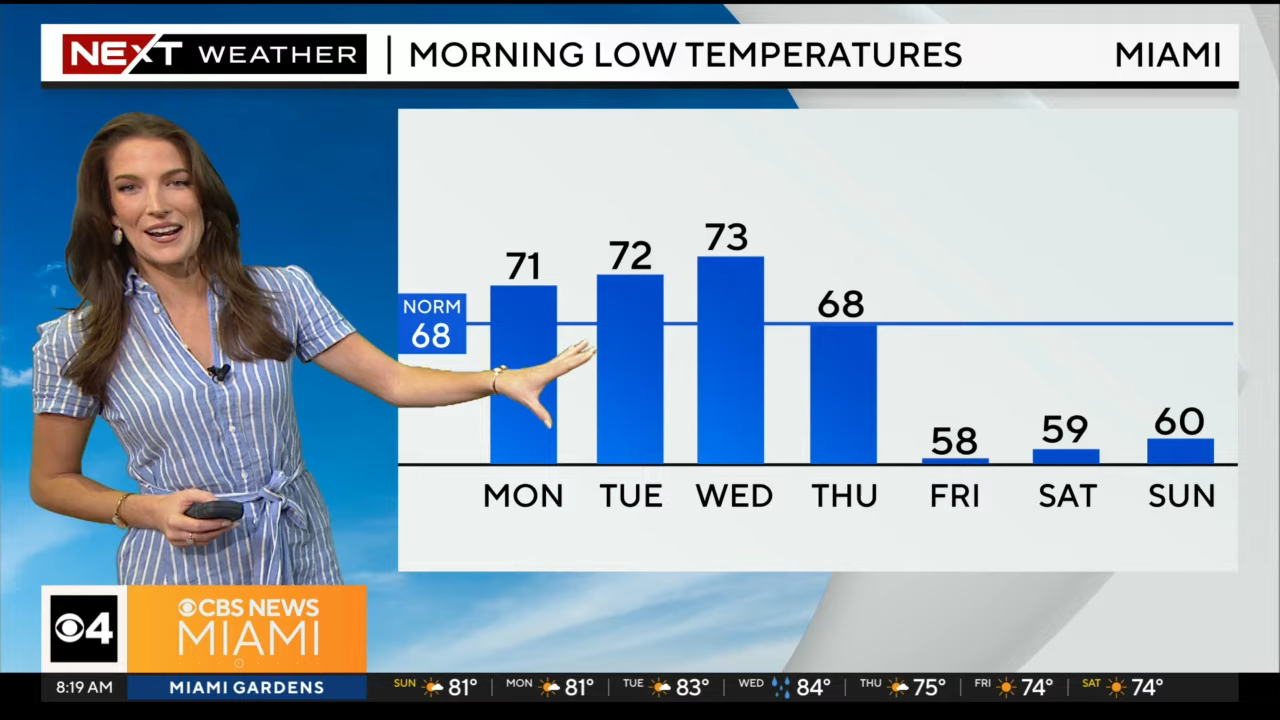 NEXT WEATHER | MORNING LOW TEMPERATURES MIAMI
73
72
71
68
NORM
68
60
59
58
MON TUE WED THU FRI SAT SUN
CBS NEWS
MIAMI
4
8:19 AM MIAMI GARDENS SUN 81° | MON 81° | TUE 83° | WED 84° | THU 75° | FRI 74° | SAT 74°